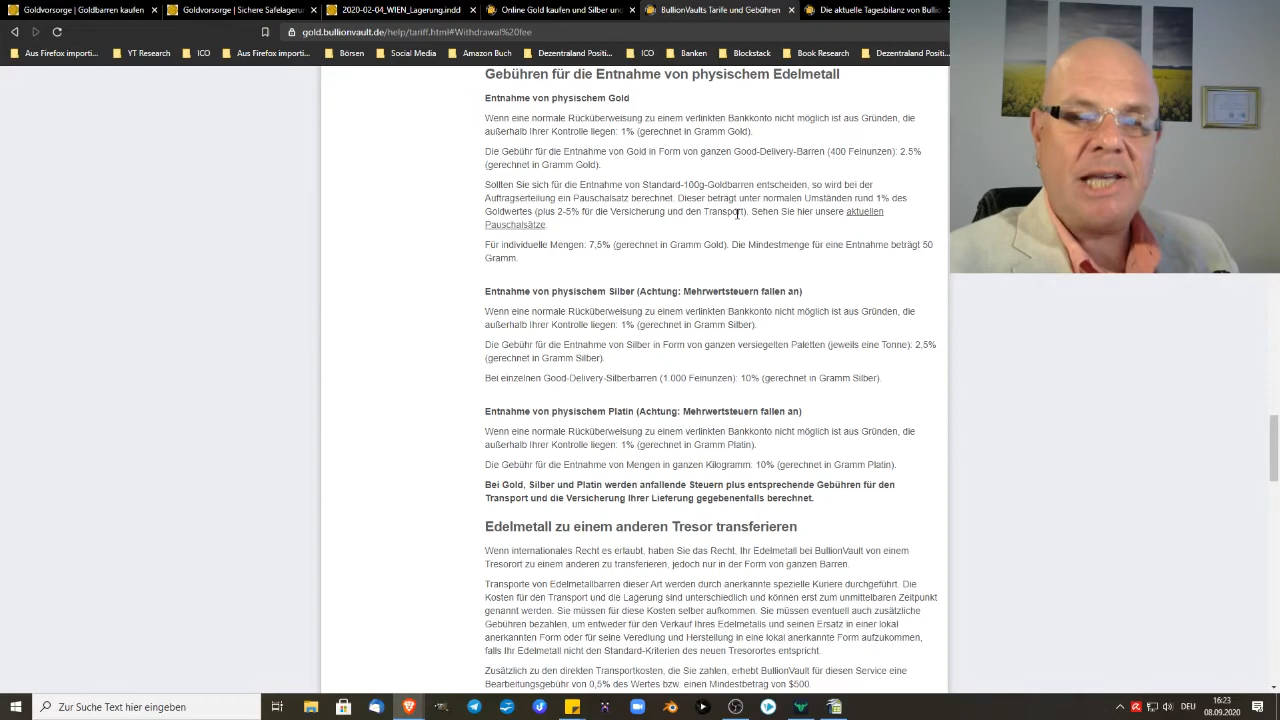 Goldvorsorge | Goldbarren kaufen
Goldvorsorge | Sichere Safelagerun
2020-02-04_WIEN_Lagerung.indd
Online Gold kaufen und Silber und
BullionVaults Tarife und Gebühren
Die aktuelle Tagesbilanz von Bullio
gold.bullionvault.de/help/tariff.html#Withdrawal%20fee
Aus Firefox importi... YT Research ICO Aus Firefox importi... Börsen Social Media Amazon Buch Dezentraland Positi... ICO Banken Blockstack Book Research Dezentraland
Gebühren für die Entnahme von physischem Edelmetall
Entnahme von physischem Gold
Wenn eine normale Rücküberweisung zu einem verlinkten Bankkonto nicht möglich ist aus Gründen, die
außerhalb Ihrer Kontrolle liegen: 1% (gerechnet in Gramm Gold).
Die Gebühr für die Entnahme von Gold in Form von ganzen Good-Delivery-Barren (400 Feinunzen): 2.5%
(gerechnet in Gramm Gold).
Sollten Sie sich für die Entnahme von Standard-100g-Goldbarren entscheiden, so wird bei der
Auftragserteilung ein Pauschalsatz berechnet. Dieser beträgt unter normalen Umständen rund 1% des
Goldwertes (plus 2-5% für die Versicherung und den Transport). Sehen Sie hier unsere aktuellen
Pauschalsätze.
Für individuelle Mengen: 7,5% (gerechnet in Gramm Gold). Die Mindestmenge für eine Entnahme beträgt 50
Gramm.
Entnahme von physischem Silber (Achtung: Mehrwertsteuern fallen an)
Wenn eine normale Rücküberweisung zu einem verlinkten Bankkonto nicht möglich ist aus Gründen, die
außerhalb Ihrer Kontrolle liegen: 1% (gerechnet in Gramm Silber).
Die Gebühr für die Entnahme von Silber in Form von ganzen versiegelten Paletten (jeweils eine Tonne): 2,5%
(gerechnet in Gramm Silber).
Bei einzelnen Good-Delivery-Silberbarren (1.000 Feinunzen): 10% (gerechnet in Gramm Silber).
Entnahme von physischem Platin (Achtung: Mehrwertsteuern fallen an)
Wenn eine normale Rücküberweisung zu einem verlinkten Bankkonto nicht möglich ist aus Gründen, die
außerhalb Ihrer Kontrolle liegen: 1% (gerechnet in Gramm Platin).
Die Gebühr für die Entnahme von Mengen in ganzen Kilogramm: 10% (gerechnet in Gramm Platin).
Bei Gold, Silber und Platin werden anfallende Steuern plus entsprechende Gebühren für den
Transport und die Versicherung Ihrer Lieferung gegebenenfalls berechnet.
Edelmetall zu einem anderen Tresor transferieren
Wenn internationales Recht es erlaubt, haben Sie das Recht, Ihr Edelmetall bei BullionVault von einem
Tresorort zu einem anderen zu transferieren, jedoch nur in der Form von ganzen Barren.
Transporte von Edelmetallbarren dieser Art werden durch anerkannte spezielle Kuriere durchgeführt. Die
Kosten für den Transport und die Lagerung sind unterschiedlich und können erst zum unmittelbaren Zeitpunkt
genannt werden. Sie müssen für diese Kosten selber aufkommen. Sie müssen eventuell auch zusätzliche
Gebühren bezahlen, um entweder für den Verkauf Ihres Edelmetalls und seinen Ersatz in einer lokal
anerkannten Form oder für seine Veredlung und Herstellung in eine lokal anerkannte Form aufzukommen,
falls Ihr Edelmetall nicht den Standard-Kriterien des neuen Tresorortes entspricht.
Zusätzlich zu den direkten Transportkosten, die Sie zahlen, erhebt BullionVault für diesen Service eine
Bearbeitungsgebühr von 0,5% des Wertes bzw. einen Mindestbetrag von $500.
Zur Suche Text hier eingeben
DEU
16:23
08.09.2020